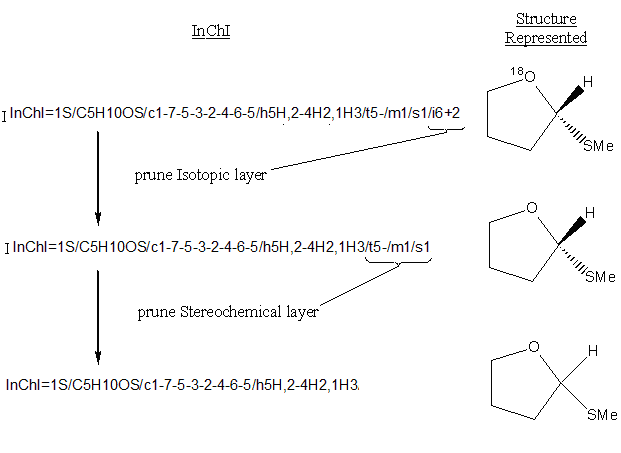 InChI
Structure
Represented
InChI=1S/C5H10OS/c1-7-5-3-2-4-6-5/h5H,2-4H2,1H3/t5-/m1/s1/i6+2
18O
H
SMe
prune Isotopic layer
InChI=1S/C5H10OS/c1-7-5-3-2-4-6-5/h5H,2-4H2,1H3/t5-/m1/s1
O
H
SMe
prune Stereochemical layer
InChI=1S/C5H10OS/c1-7-5-3-2-4-6-5/h5H,2-4H2,1H3/
O
H
SMe